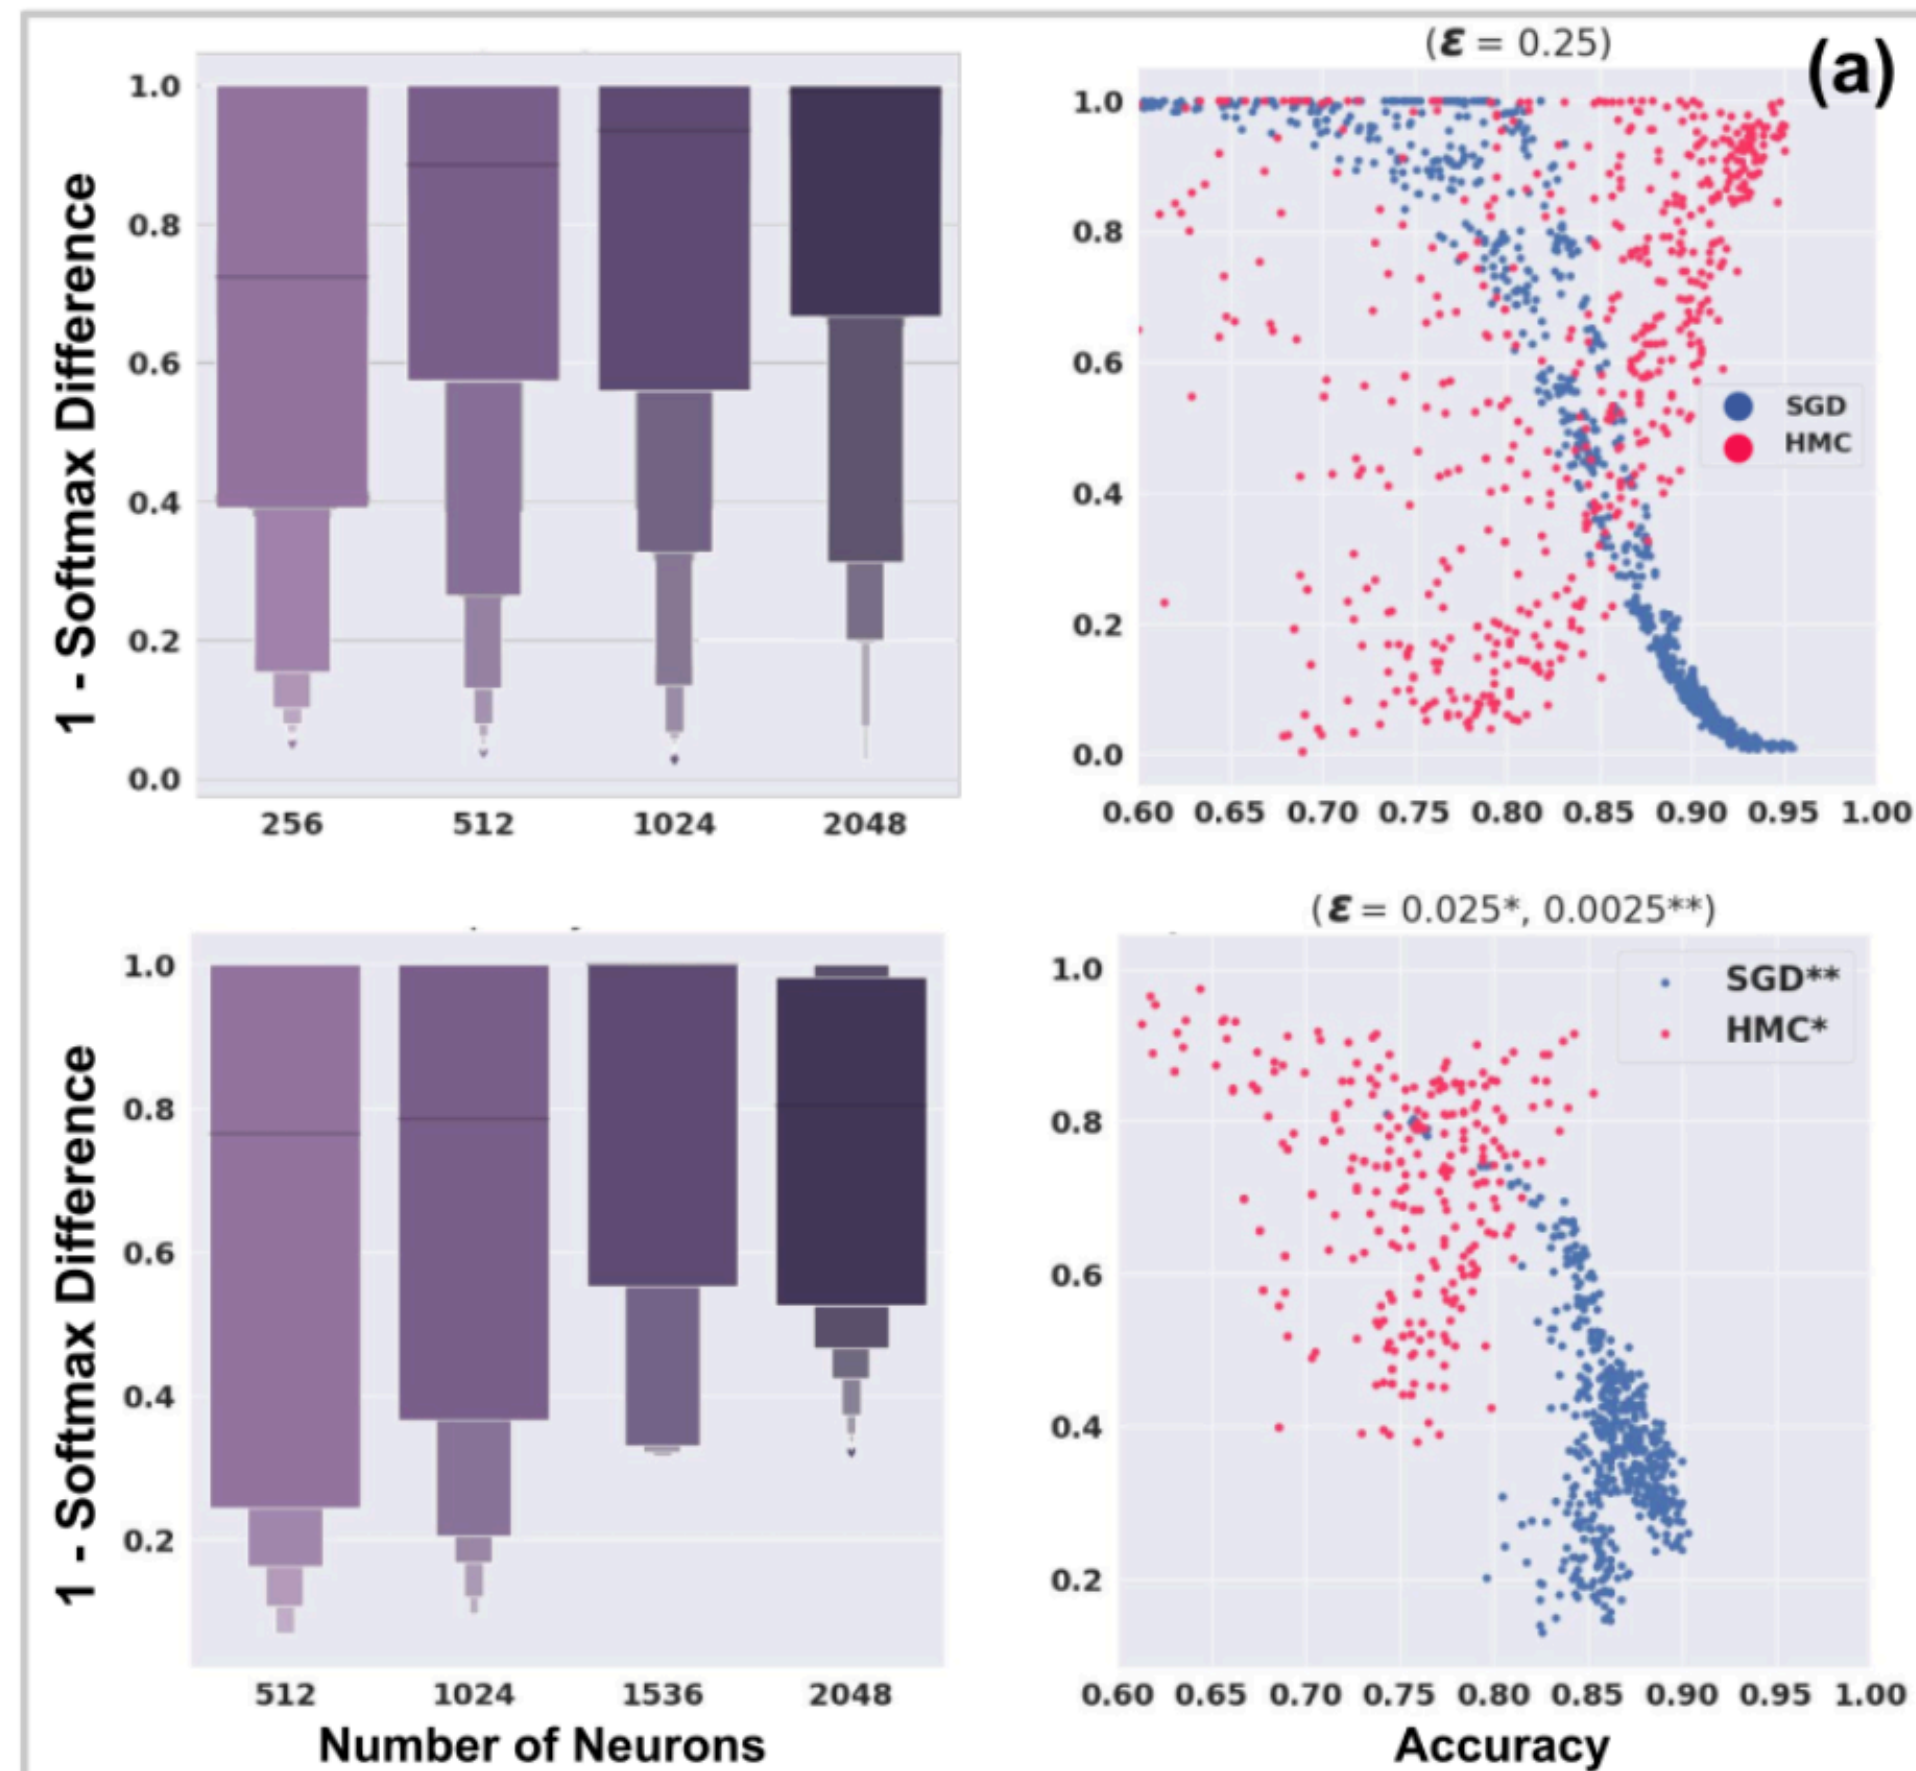 (ε = 0.25)
(a)
1 - Softmax Difference
1.0
0.8
0.6
0.4
0.2
0.0
256 512 1024 2048
1.0
0.8
0.6
0.4
0.2
0.0
SGD
HMC
0.60 0.65 0.70 0.75 0.80 0.85 0.90 0.95 1.00
(ε = 0.025*, 0.0025**)
1 - Softmax Difference
1.0
0.8
0.6
0.4
0.2
512 1024 1536 2048
Number of Neurons
1.0
0.8
0.6
0.4
0.2
SGD**
HMC*
0.60 0.65 0.70 0.75 0.80 0.85 0.90 0.95 1.00
Accuracy